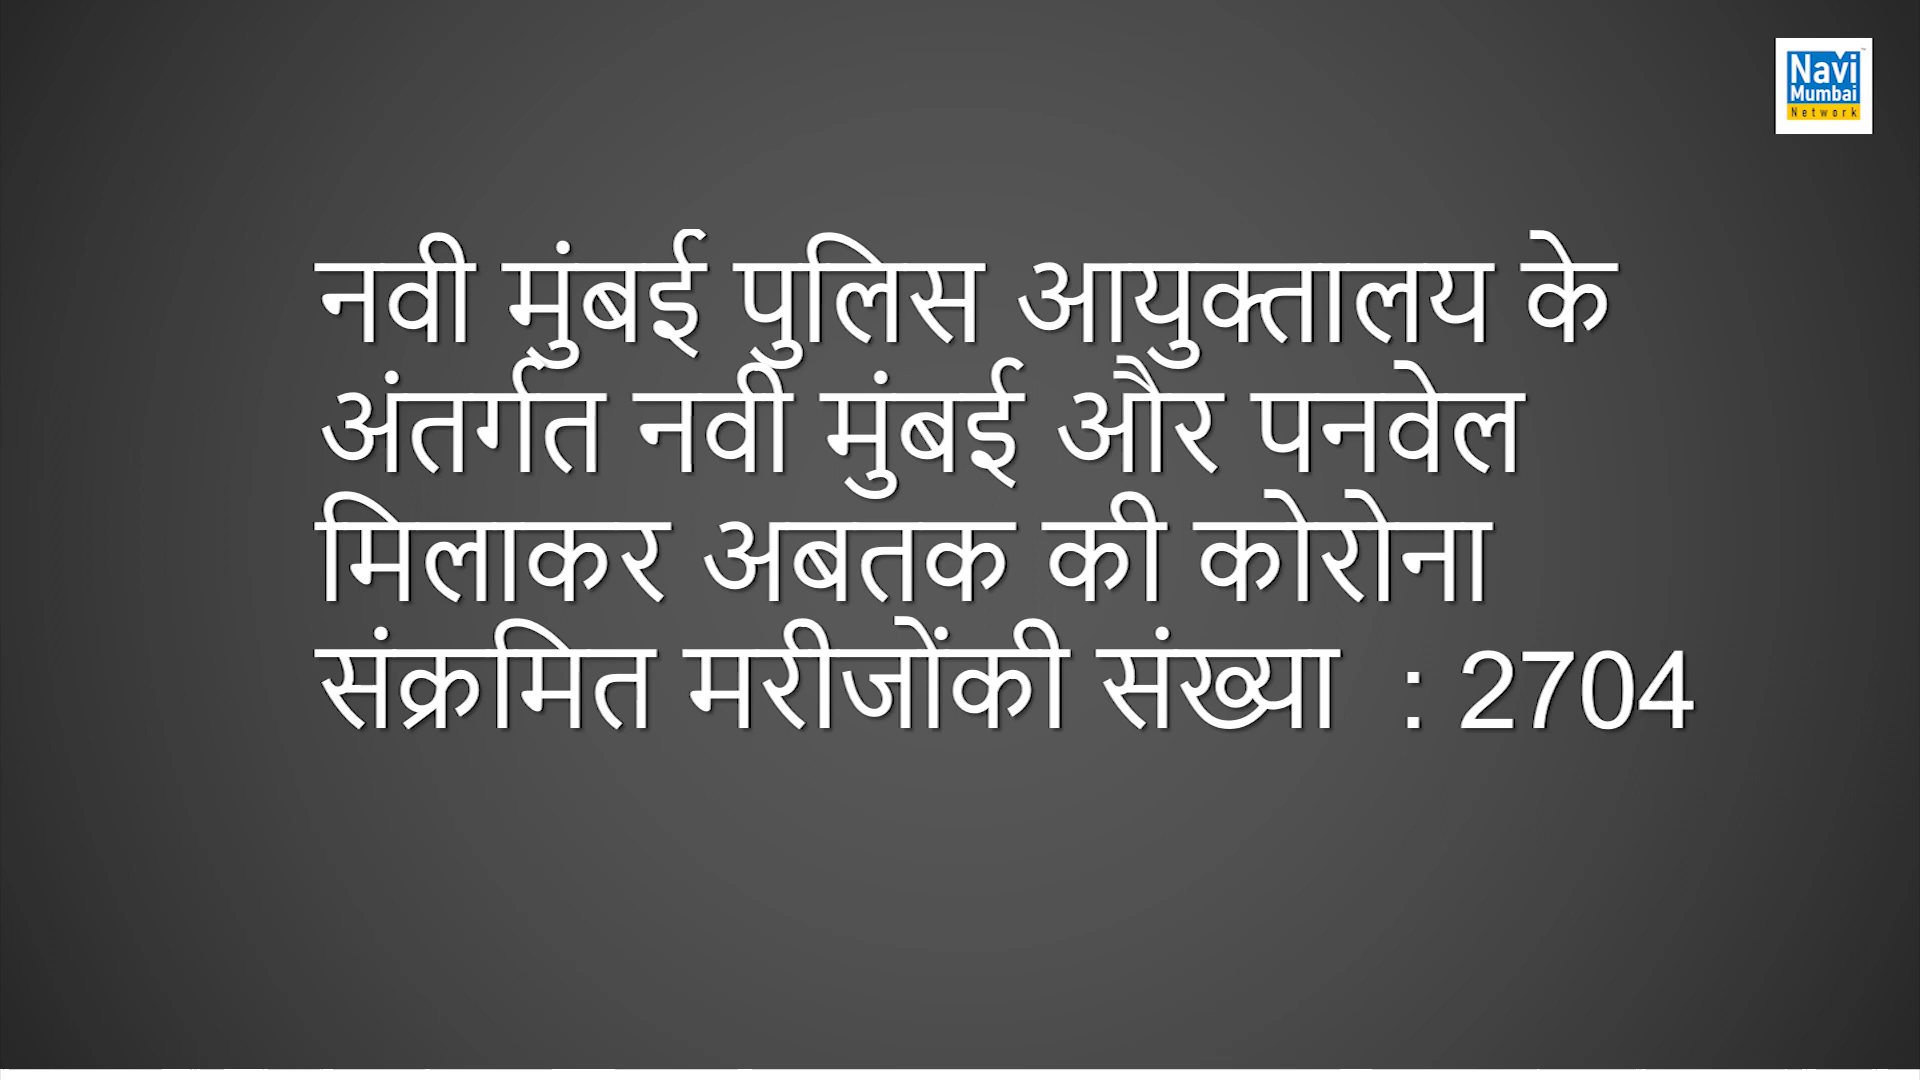 Navi
Mumbai
Network
नवी मुंबई पुलिस आयुक्तालय के
अंतर्गत नवी मुंबई और पनवेल
मिलाकर अबतक की कोरोना
संक्रमित मरीजोंकी संख्या : 2704